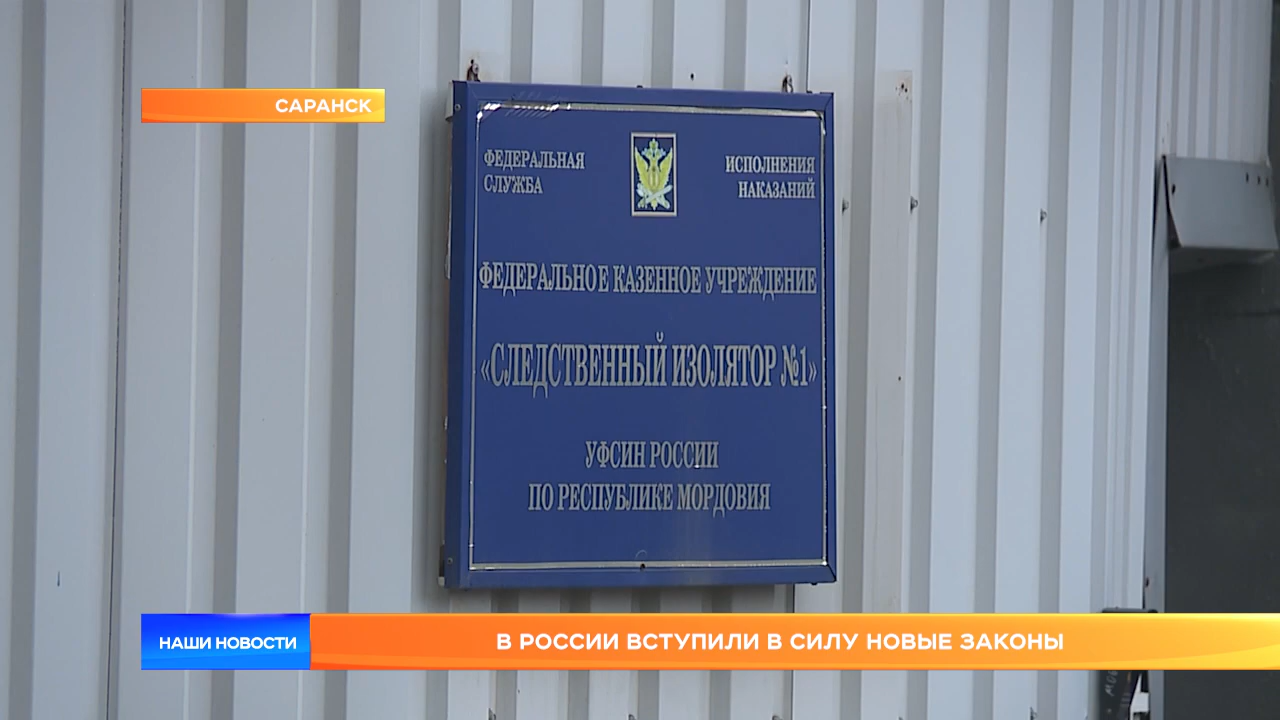 САРАНСК
ФЕДЕРАЛЬНАЯ
СЛУЖБА
ИСПОЛНЕНИЯ
НАКАЗАНИЙ
ФЕДЕРАЛЬНОЕ КАЗЕННОЕ УЧРЕЖДЕНИЕ
«СЛЕДСТВЕННЫЙ ИЗОЛЯТОР №1»
УФСИН РОССИИ
ПО РЕСПУБЛИКЕ МОРДОВИЯ
НАШИ НОВОСТИ
В РОССИИ ВСТУПИЛИ В СИЛУ НОВЫЕ ЗАКОНЫ